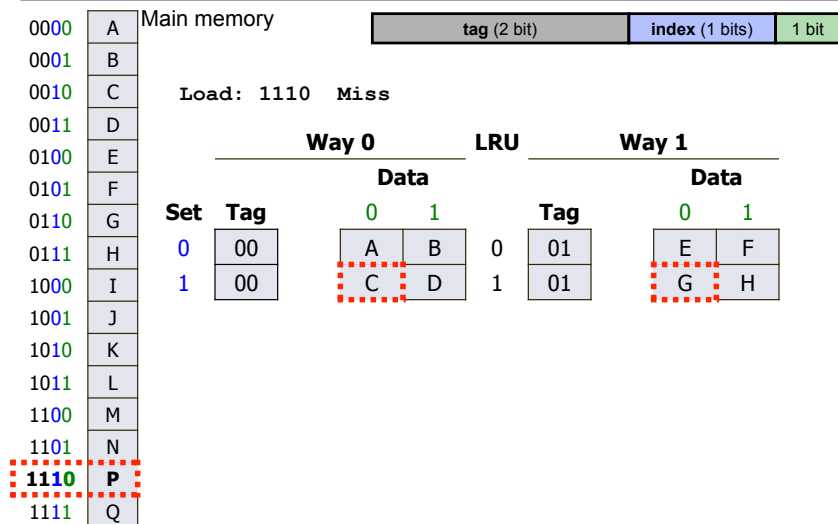 Main memory
tag (2 bit) index (1 bits) 1 bit
0000 A
0001 B
0010 C
0011 D
0100 E
0101 F
0110 G
0111 H
1000 I
1001 J
1010 K
1011 L
1100 M
1101 N
1110 P
1111 Q
Load: 1110 Miss
Way 0 LRU Way 1
Data Data
Set Tag 0 1 Tag 0 1
0 00 A B 0 01 E F
1 00 C D 1 01 G H